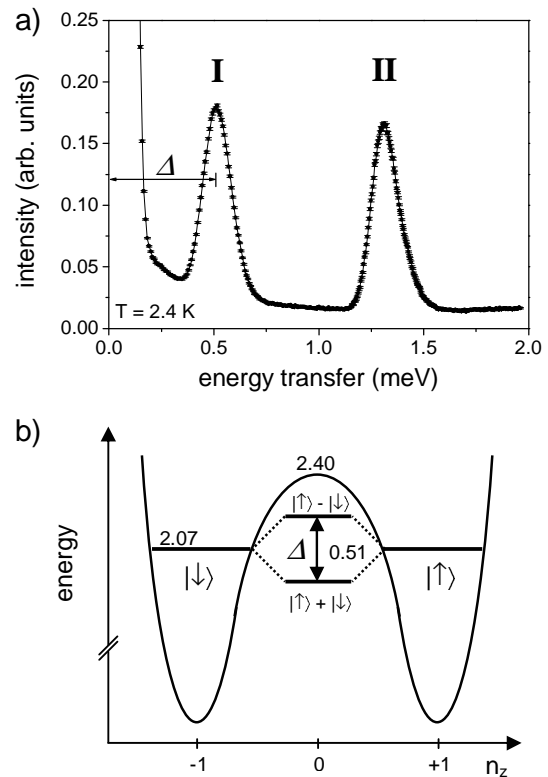 a)
0.25
0.20
0.15
0.10
0.05
0.00
intensity (arb. units)
I
II
Δ
T = 2.4 K
0.0 0.5 1.0 1.5 2.0
energy transfer (meV)
b)
energy
2.40
|↑⟩ - |↓⟩
2.07
Δ 0.51
|↓⟩
|↑⟩
|↑⟩ + |↓⟩
-1 0 +1 n_z